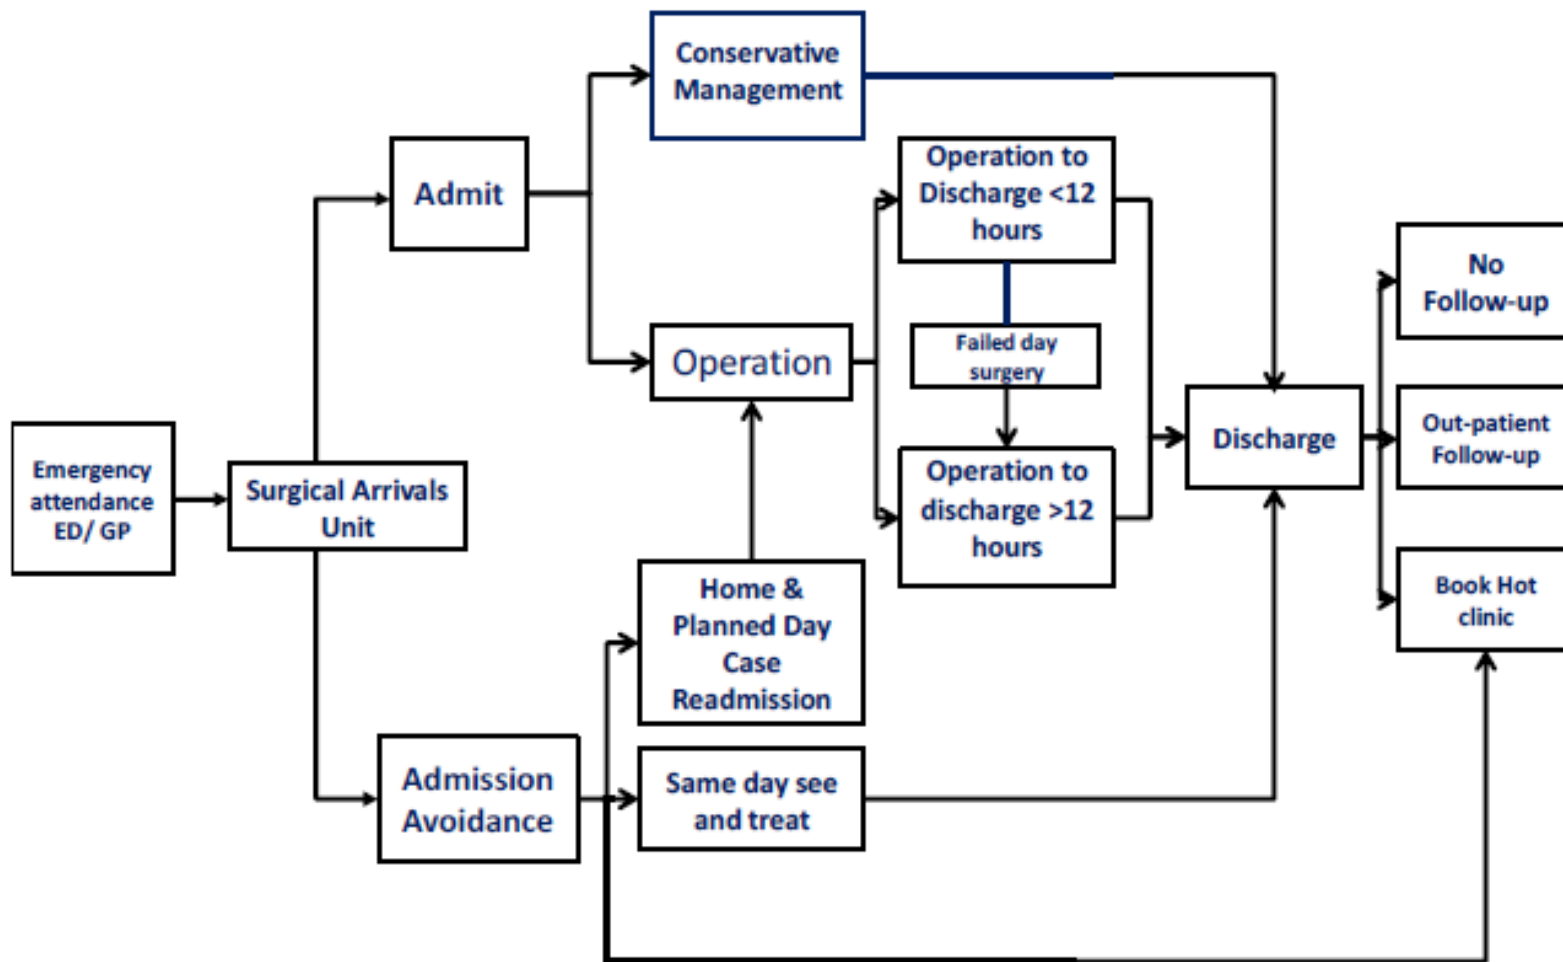 Conservative
Management
Admit
Operation to
Discharge <12
hours
No
Follow-up
Operation
Failed day
surgery
Emergency
attendance
ED/ GP
Surgical Arrivals
Unit
Operation to
discharge >12
hours
Discharge
Out-patient
Follow-up
Home &
Planned Day
Case
Readmission
Book Hot
clinic
Admission
Avoidance
Same day see
and treat